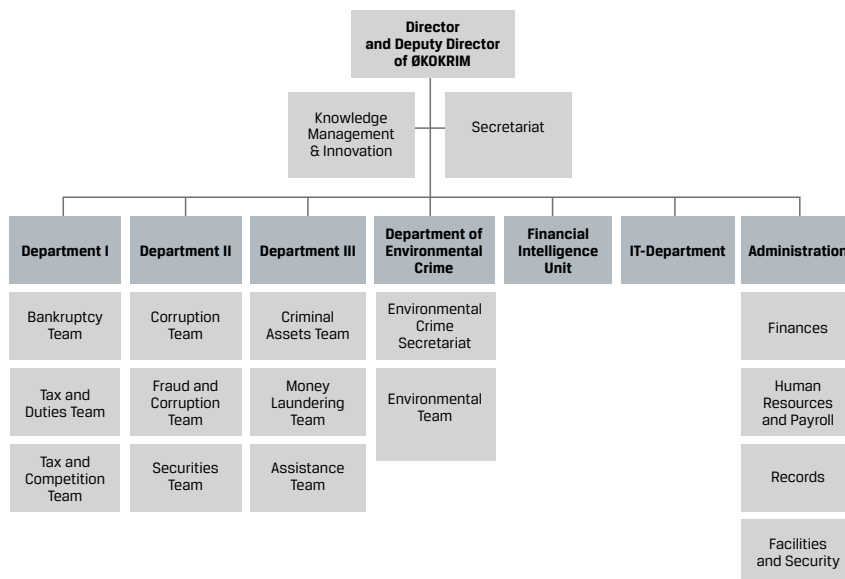 Director
and Deputy Director
of ØKOKRIM
Knowledge
Management
& Innovation
Secretariat
Department I
Department II
Department III
Department of
Environmental
Crime
Financial
Intelligence
Unit
IT-Department
Administration
Bankruptcy
Team
Tax and
Duties Team
Tax and
Competition
Team
Corruption
Team
Fraud and
Corruption
Team
Securities
Team
Criminal
Assets Team
Money
Laundering
Team
Assistance
Team
Environmental
Crime
Secretariat
Environmental
Team
Finances
Human
Resources
and Payroll
Records
Facilities
and Security